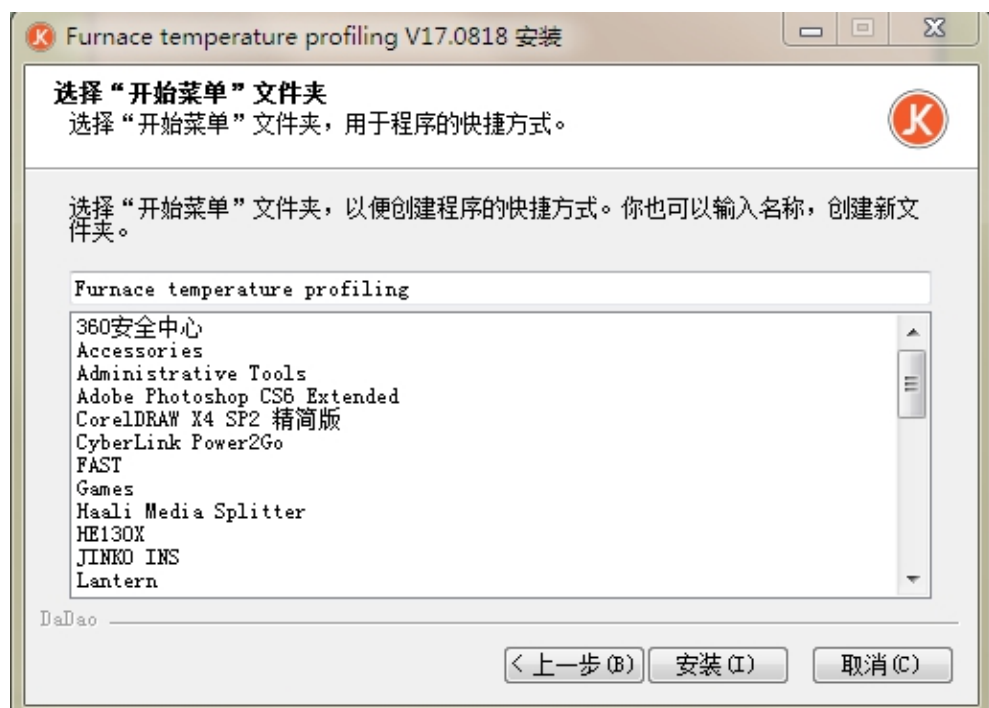 Furnace temperature profiling V17.0818 安装
选择“开始菜单”文件夹
选择“开始菜单”文件夹，用于程序的快捷方式。
JK
选择“开始菜单”文件夹，以便创建程序的快捷方式。你也可以输入名称，创建新文
件夹。
Furnace temperature profiling
360安全中心
Accessories
Administrative Tools
Adobe Photoshop CS6 Extended
CorelDRAW X4 SP2 精简版
CyberLink Power2Go
FAST
Games
Haali Media Splitter
HE130X
JINKO INS
Lantern
DaDao
< 上一步(B) 安装(I) 取消(C)